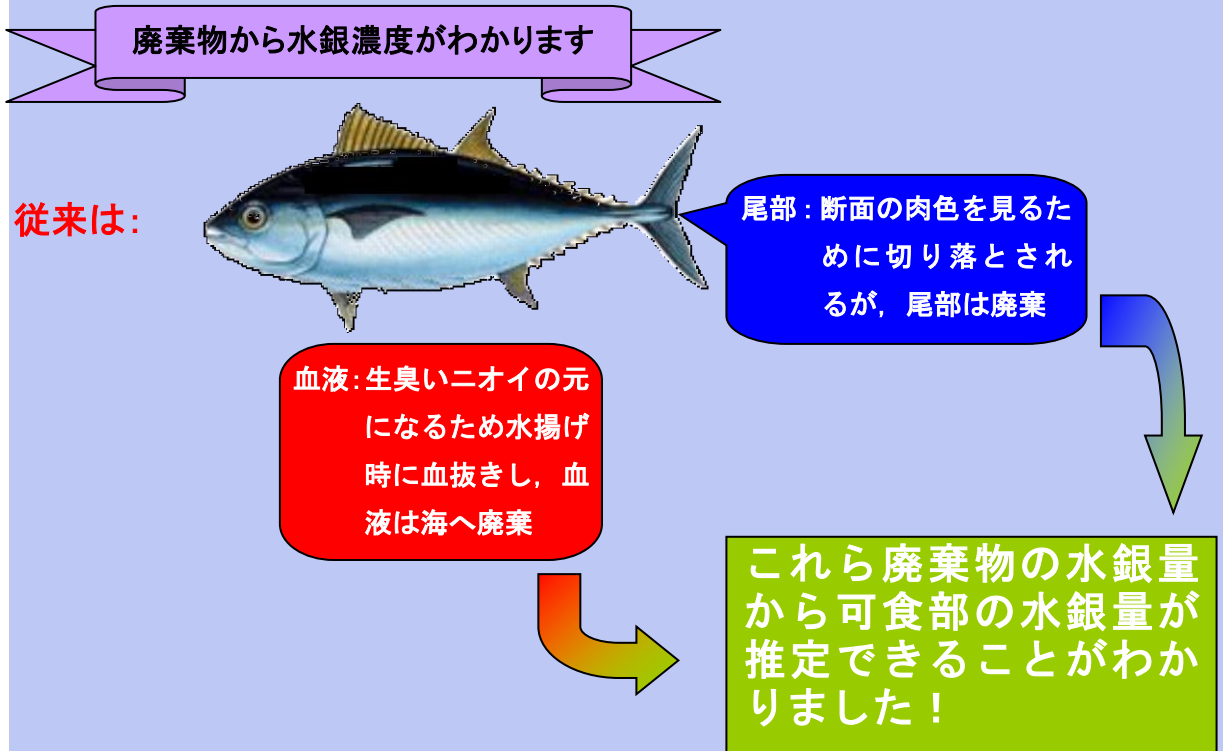 廃棄物から水銀濃度がわかります
従来は:
尾部:断面の肉色を見るた
めに切り落とされ
るが，尾部は廃棄
血液:生臭いニオイの元
になるため水揚げ
時に血抜きし，血
液は海へ廃棄
これら廃棄物の水銀量
から可食部の水銀量が
推定できることがわか
りました！